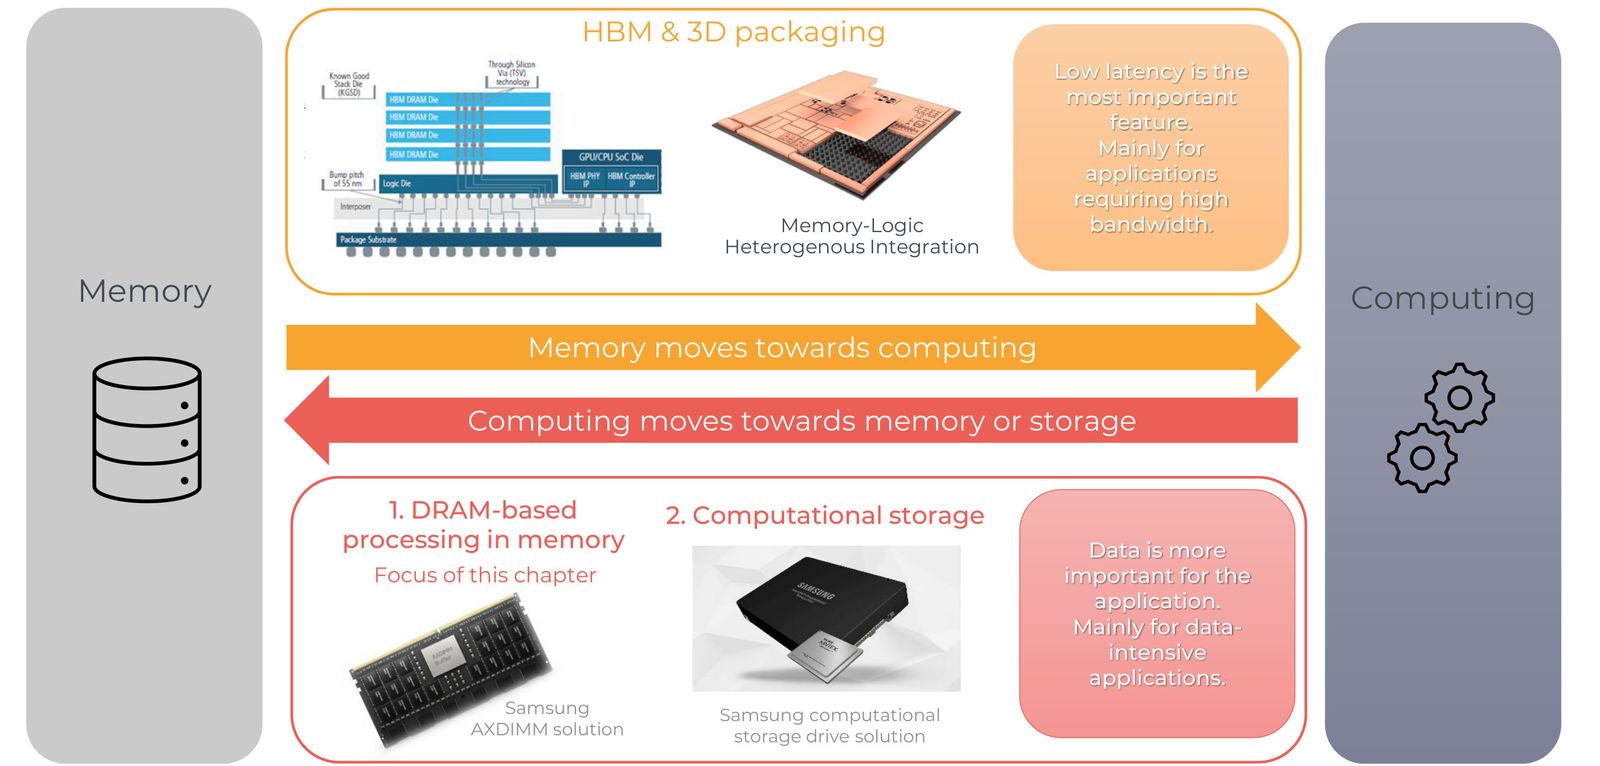 HBM & 3D packaging
Known Good
Stack Die
(KGSD)
Through Silicon
Via (TSV)
technology
HBM DRAM Die
HBM DRAM Die
HBM DRAM Die
HBM DRAM Die
GPU/CPU SoC Die
HBM PHY
IP
HBM Controller
IP
Bump pitch
of 55 nm
Logic Die
Interposer
Package Substrate
Memory-Logic
Heterogenous Integration
Low latency is the
most important
feature.
Mainly for
applications
requiring high
bandwidth.
Memory
Computing
Memory moves towards computing
Computing moves towards memory or storage
1. DRAM-based
processing in memory
Focus of this chapter
AXDIMM
Buffer
Samsung
AXDIMM solution
2. Computational storage
SAMSUNG
Samsung computational
storage drive solution
Data is more
important for the
application.
Mainly for data-
intensive
applications.